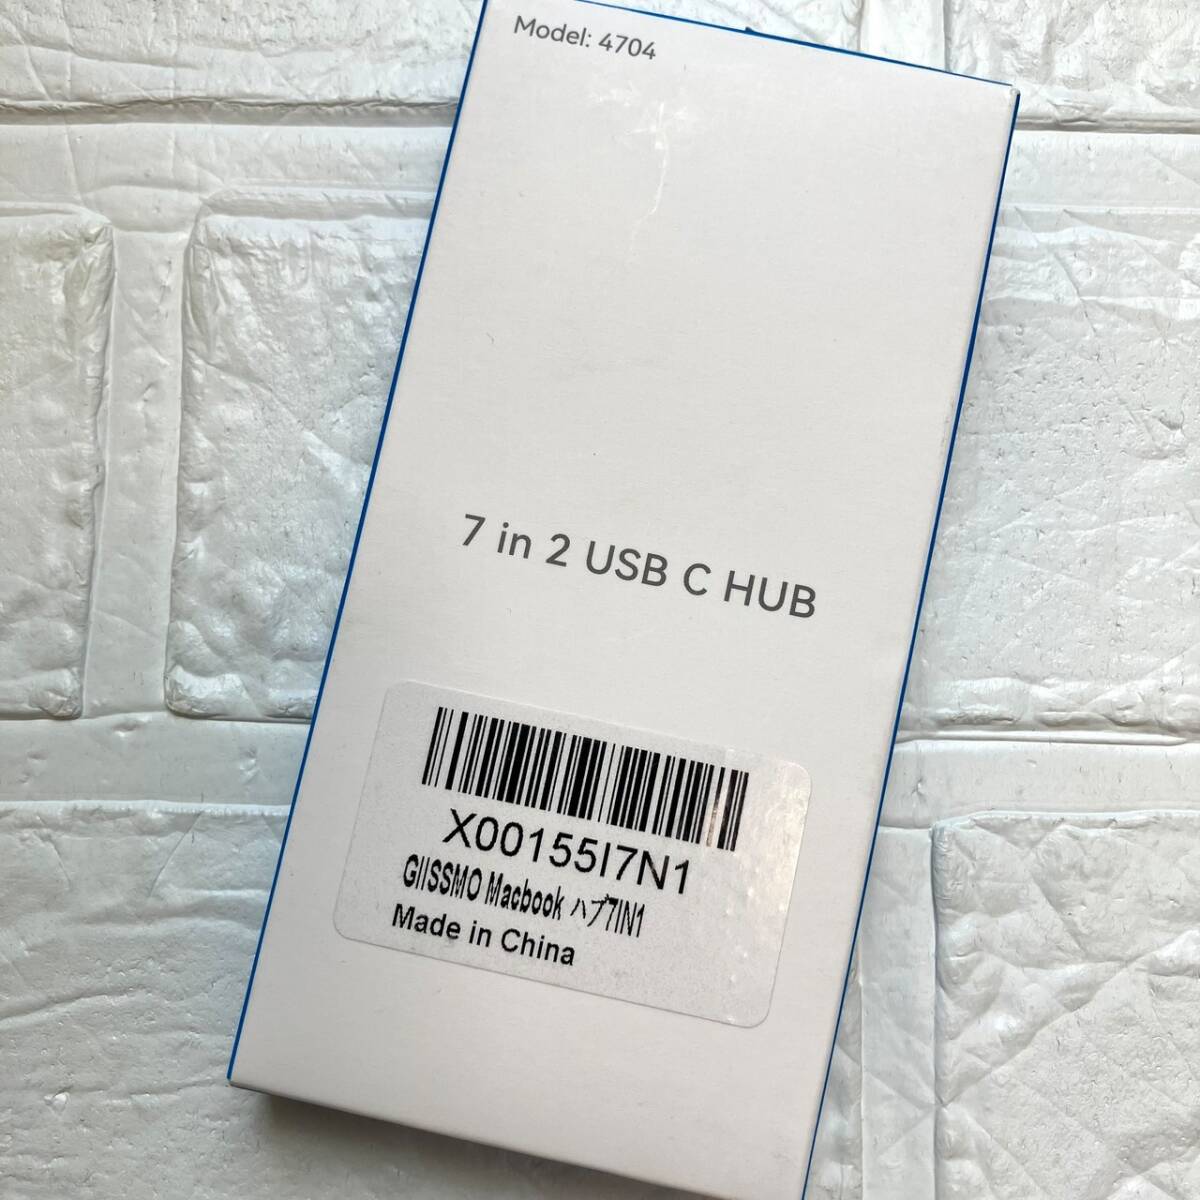 Model: 4704
7 in 2 USB C HUB
X00155I7N1
GIISSMO Macbook ハブ7IN1
Made in China